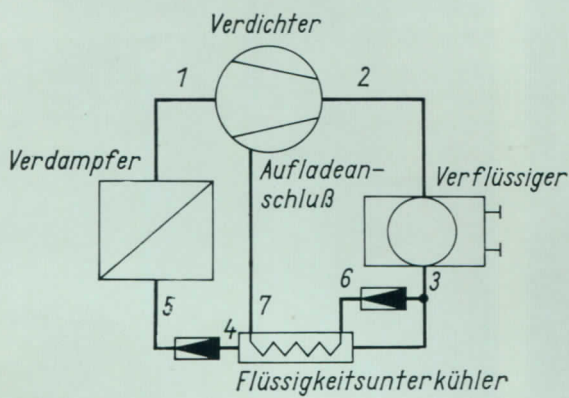 Verdichter
1
2
Verdampfer
Aufladean-
schluß
Verflüssiger
5
4
7
6
3
Flüssigkeitsunterkühler